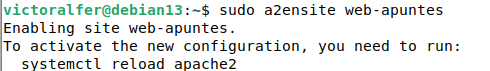 victoralfer@debian13:~$ sudo a2ensite web-apuntes
Enabling site web-apuntes.
To activate the new configuration, you need to run:
  systemctl reload apache2